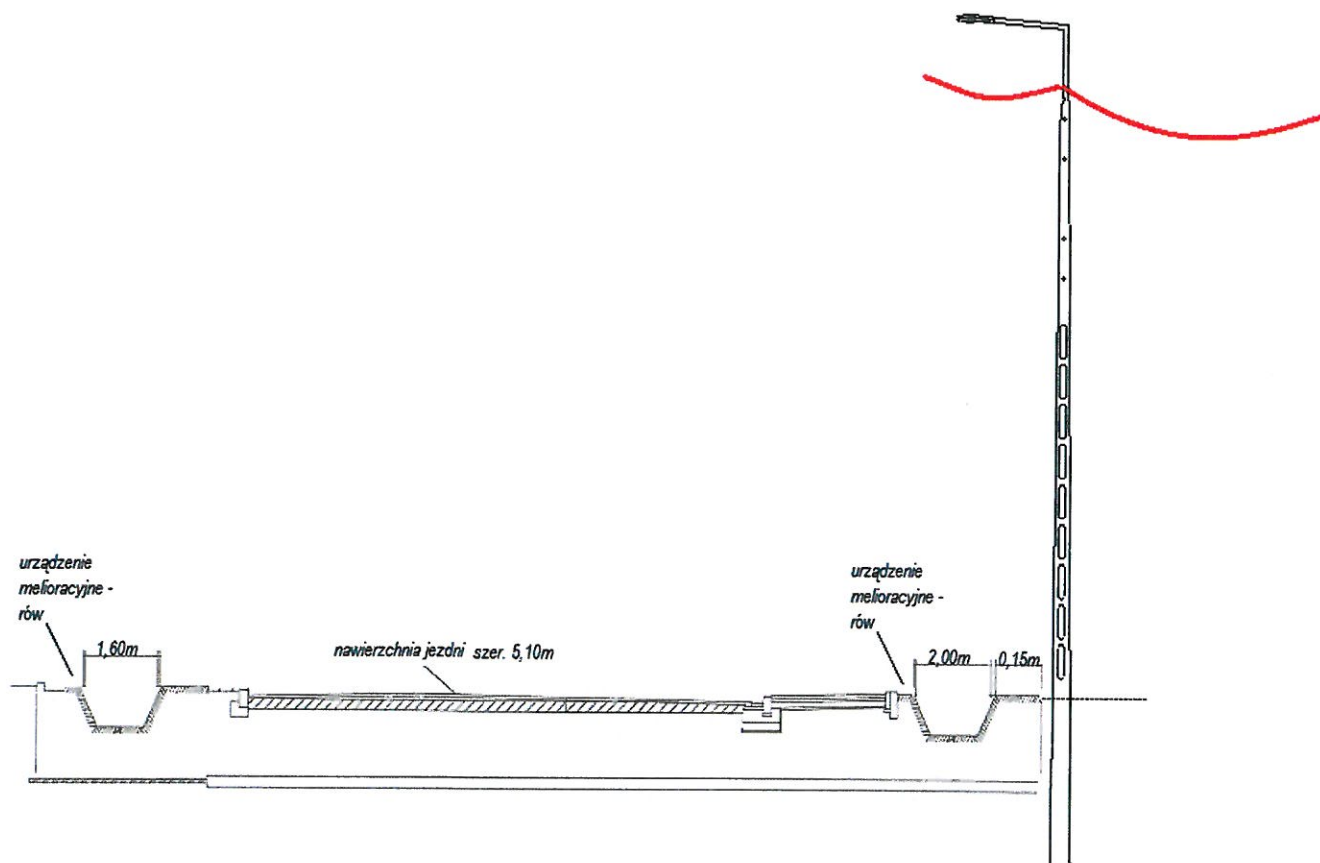 urządzenie
melioracyjne -
rów
1,60m
nawierzchnia jezdni szer. 5,10m
urządzenie
melioracyjne -
rów
2,00m
0,15m